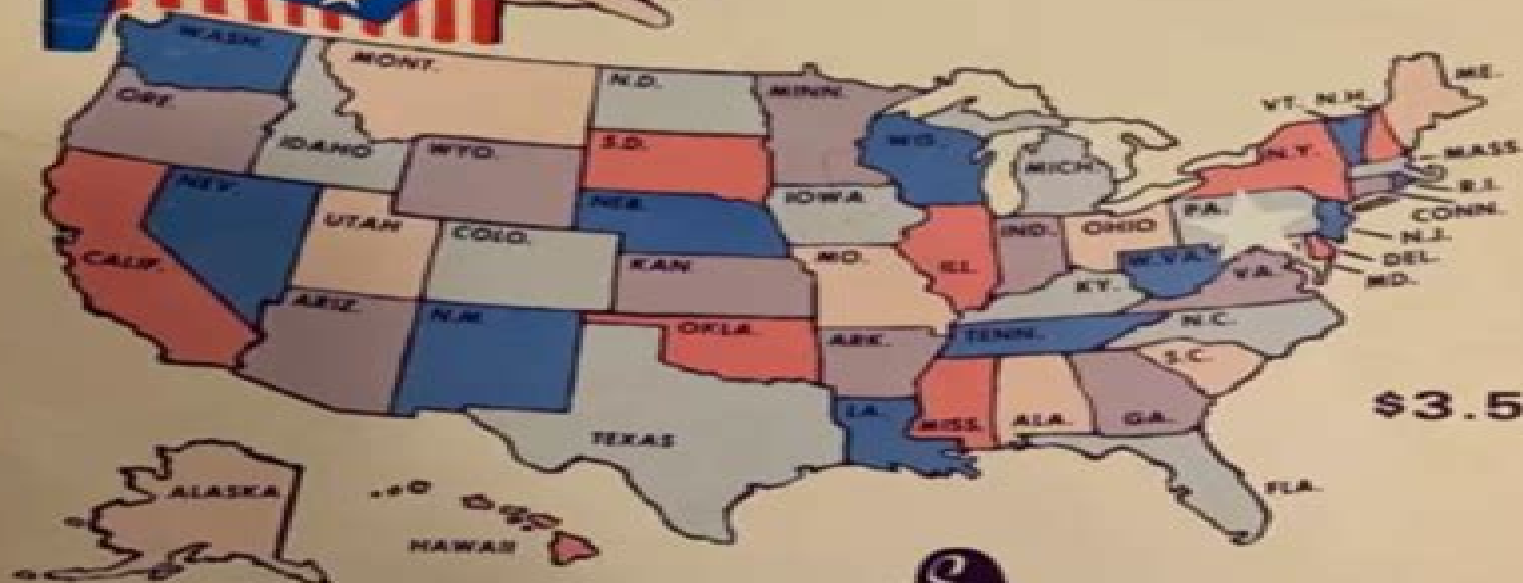 WASH.
MONT.
N.D.
MINN.
ORE.
IDAHO
WYO.
S.D.
WIS.
MICH.
VT. N.H.
ME.
MASS.
N.Y.
R.I.
CONN.
N.J.
DEL.
MD.
NEV.
UTAH
COLO.
NEB.
IOWA
ILL.
IND.
OHIO
PA.
CALIF.
ARIZ.
N.M.
KAN.
MO.
KY.
W.VA.
VA.
OKLA.
ARK.
TENN.
N.C.
S.C.
TEXAS
LA.
MISS.
ALA.
GA.
FLA.
$3.5
ALASKA
HAWAII